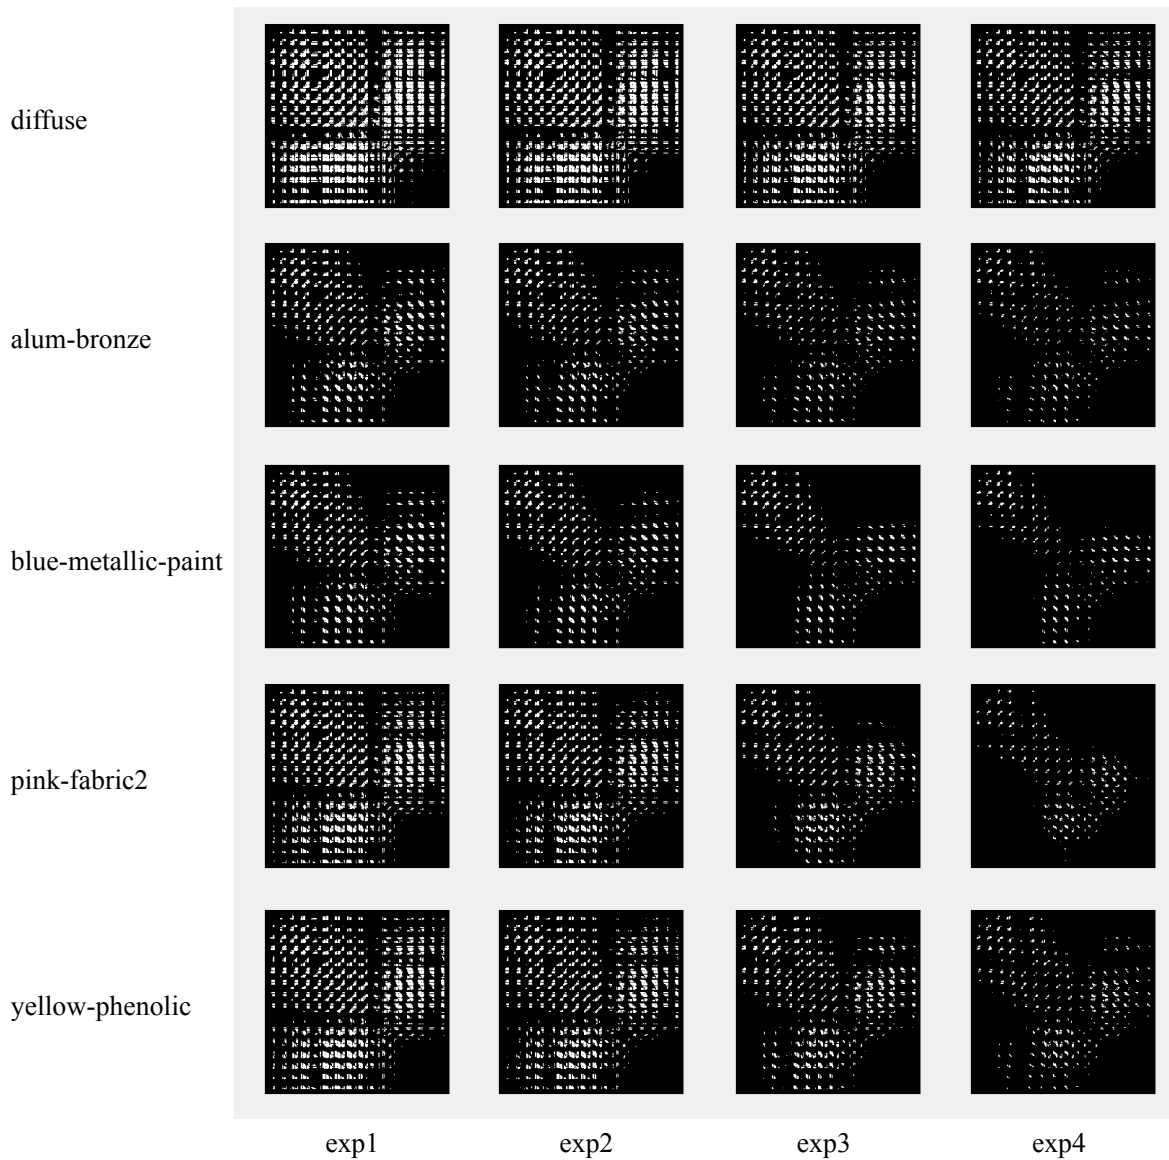 diffuse
alum-bronze
blue-metallic-paint
pink-fabric2
yellow-phenolic
exp1 exp2 exp3 exp4